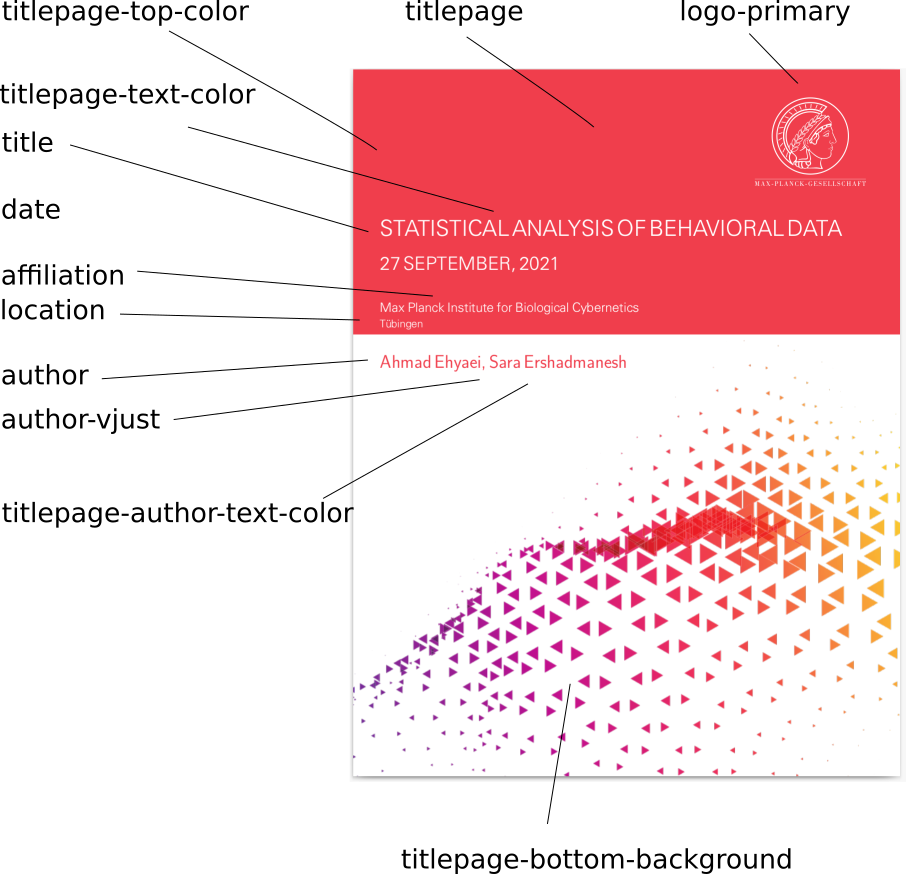 titlepage-top-color
titlepage
logo-primary
titlepage-text-color
title
date
affiliation
location
author
author-vjust
titlepage-author-text-color
MAX-PLANCK-GESELLSCHAFT
STATISTICAL ANALYSIS OF BEHAVIORAL DATA
27 SEPTEMBER, 2021
Max Planck Institute for Biological Cybernetics
Tübingen
Ahmad Ehyaei, Sara Ershadmanesh
titlepage-bottom-background